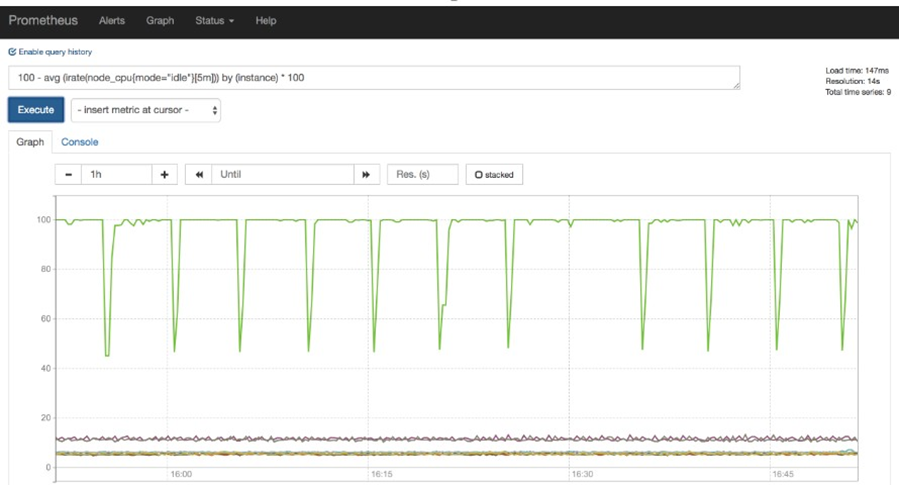 Prometheus Alerts Graph Status Help
Enable query history
100 - avg (irate(node_cpu{mode="idle"}[5m])) by (instance) * 100
Load time: 147ms
Resolution: 14s
Total time series: 9
Execute - insert metric at cursor -
Graph Console
- 1h + Until Res. (s) stacked
100
80
60
40
20
0
16:00 16:15 16:30 16:45